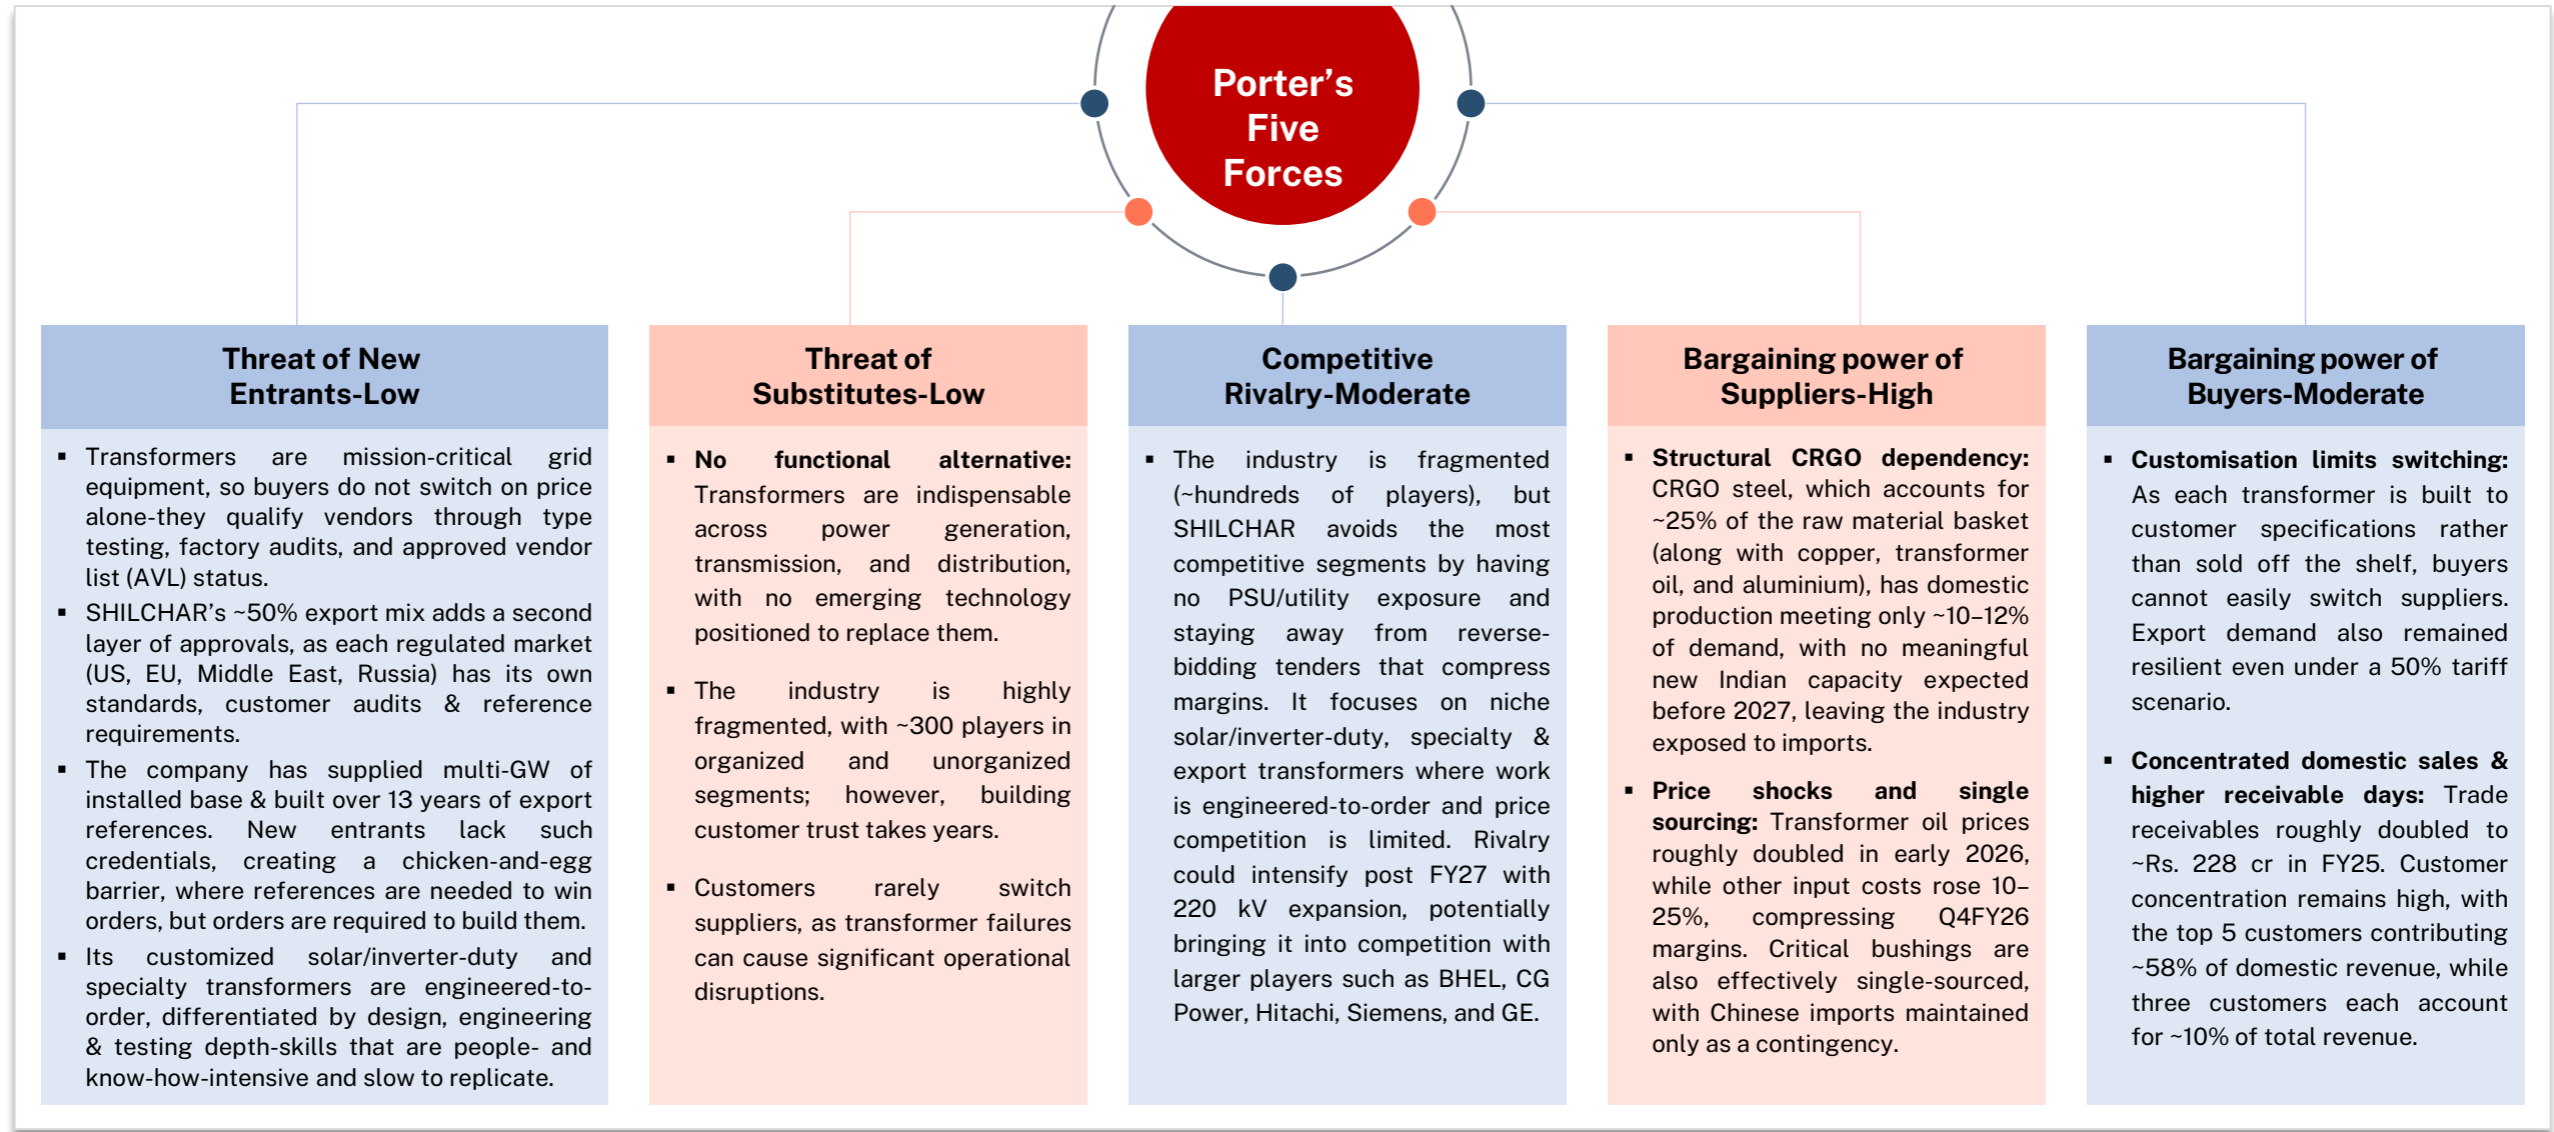 Porter’s
Five
Forces
Threat of New
Entrants-Low
▪ Transformers are mission-critical grid
equipment, so buyers do not switch on price
alone-they qualify vendors through type
testing, factory audits, and approved vendor
list (AVL) status.
▪ SHILCHAR’s ~50% export mix adds a second
layer of approvals, as each regulated market
(US, EU, Middle East, Russia) has its own
standards, customer audits & reference
requirements.
▪ The company has supplied multi-GW of
installed base & built over 13 years of export
references. New entrants lack such
credentials, creating a chicken-and-egg
barrier, where references are needed to win
orders, but orders are required to build them.
▪ Its customized solar/inverter-duty and
specialty transformers are engineered-to-
order, differentiated by design, engineering
& testing depth-skills that are people- and
know-how-intensive and slow to replicate.
Threat of
Substitutes-Low
▪ No functional alternative:
Transformers are indispensable
across power generation,
transmission, and distribution,
with no emerging technology
positioned to replace them.
▪ The industry is highly
fragmented, with ~300 players in
organized and unorganized
segments; however, building
customer trust takes years.
▪ Customers rarely switch
suppliers, as transformer failures
can cause significant operational
disruptions.
Competitive
Rivalry-Moderate
▪ The industry is fragmented
(~hundreds of players), but
SHILCHAR avoids the most
competitive segments by having
no PSU/utility exposure and
staying away from reverse-
bidding tenders that compress
margins. It focuses on niche
solar/inverter-duty, specialty &
export transformers where work
is engineered-to-order and price
competition is limited. Rivalry
could intensify post FY27 with
220 kV expansion, potentially
bringing it into competition with
larger players such as BHEL, CG
Power, Hitachi, Siemens, and GE.
Bargaining power of
Suppliers-High
▪ Structural CRGO dependency:
CRGO steel, which accounts for
~25% of the raw material basket
(along with copper, transformer
oil, and aluminium), has domestic
production meeting only ~10–12%
of demand, with no meaningful
new Indian capacity expected
before 2027, leaving the industry
exposed to imports.
▪ Price shocks and single
sourcing: Transformer oil prices
roughly doubled in early 2026,
while other input costs rose 10–
25%, compressing Q4FY26
margins. Critical bushings are
also effectively single-sourced,
with Chinese imports maintained
only as a contingency.
Bargaining power of
Buyers-Moderate
▪ Customisation limits switching:
As each transformer is built to
customer specifications rather
than sold off the shelf, buyers
cannot easily switch suppliers.
Export demand also remained
resilient even under a 50% tariff
scenario.
▪ Concentrated domestic sales &
higher receivable days: Trade
receivables roughly doubled to
~Rs. 228 cr in FY25. Customer
concentration remains high, with
the top 5 customers contributing
~58% of domestic revenue, while
three customers each account
for ~10% of total revenue.